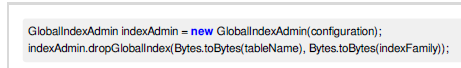 GlobalIndexAdmin indexAdmin = new GlobalIndexAdmin(configuration);
indexAdmin.dropGlobalIndex(Bytes.toBytes(tableName), Bytes.toBytes(indexFamily));